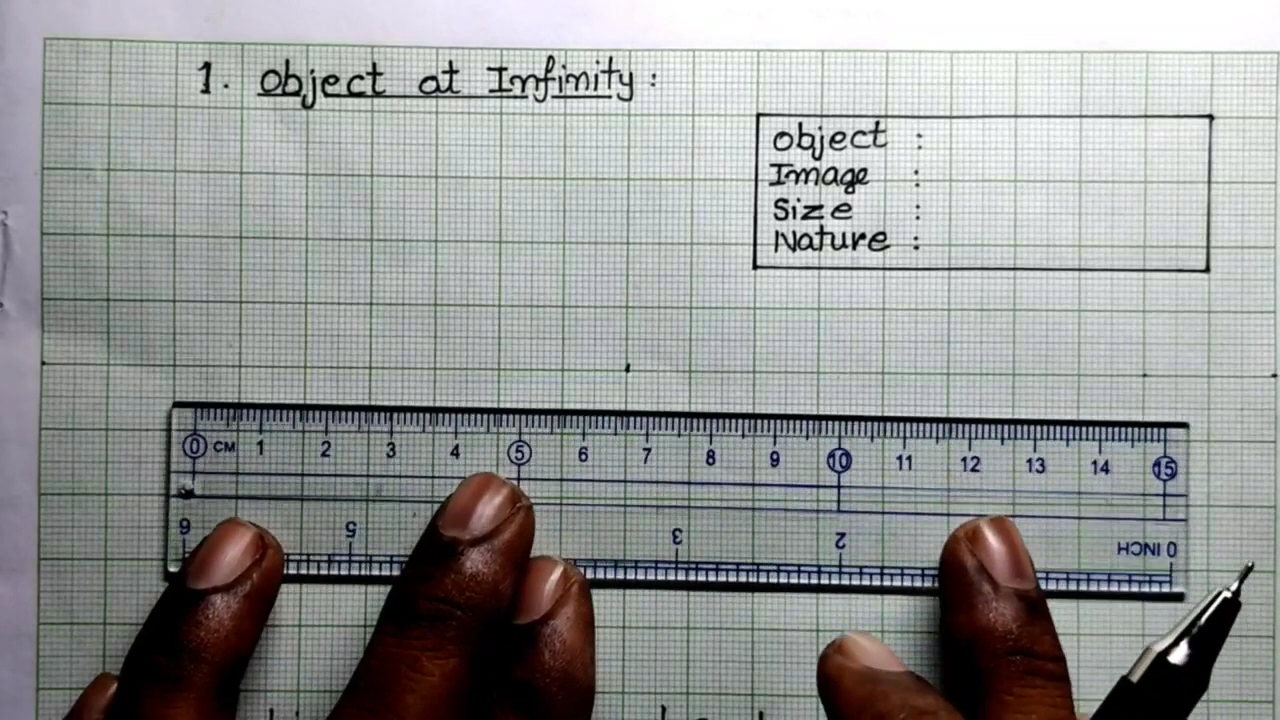 1. Object at Infinity :
Object :
Image :
Size :
Nature :
0 CM 1 2 3 4 5 6 7 8 9 10 11 12 13 14 15
6 5 3 2 0 INCH